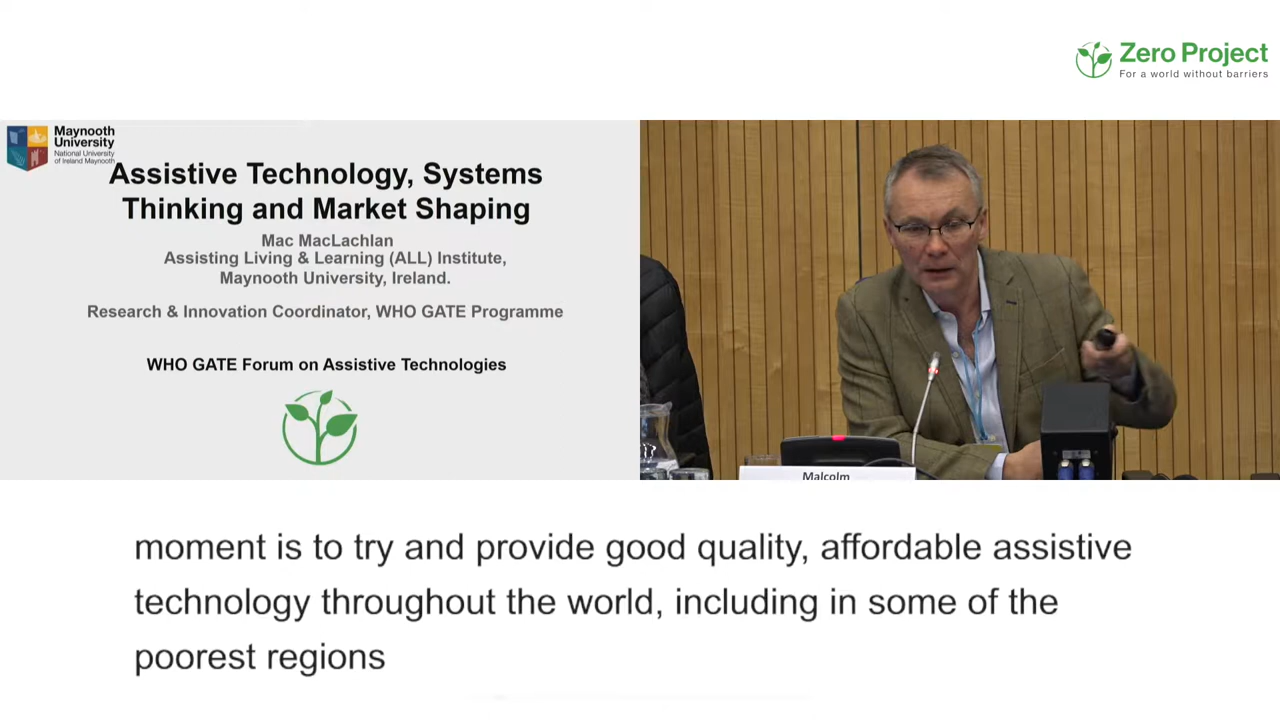 Zero Project
For a world without barriers
Maynooth
University
National University
of Ireland Maynooth
Assistive Technology, Systems
Thinking and Market Shaping
Mac MacLachlan
Assisting Living & Learning (ALL) Institute,
Maynooth University, Ireland.
Research & Innovation Coordinator, WHO GATE Programme
WHO GATE Forum on Assistive Technologies
Malcolm
moment is to try and provide good quality, affordable assistive
technology throughout the world, including in some of the
poorest regions